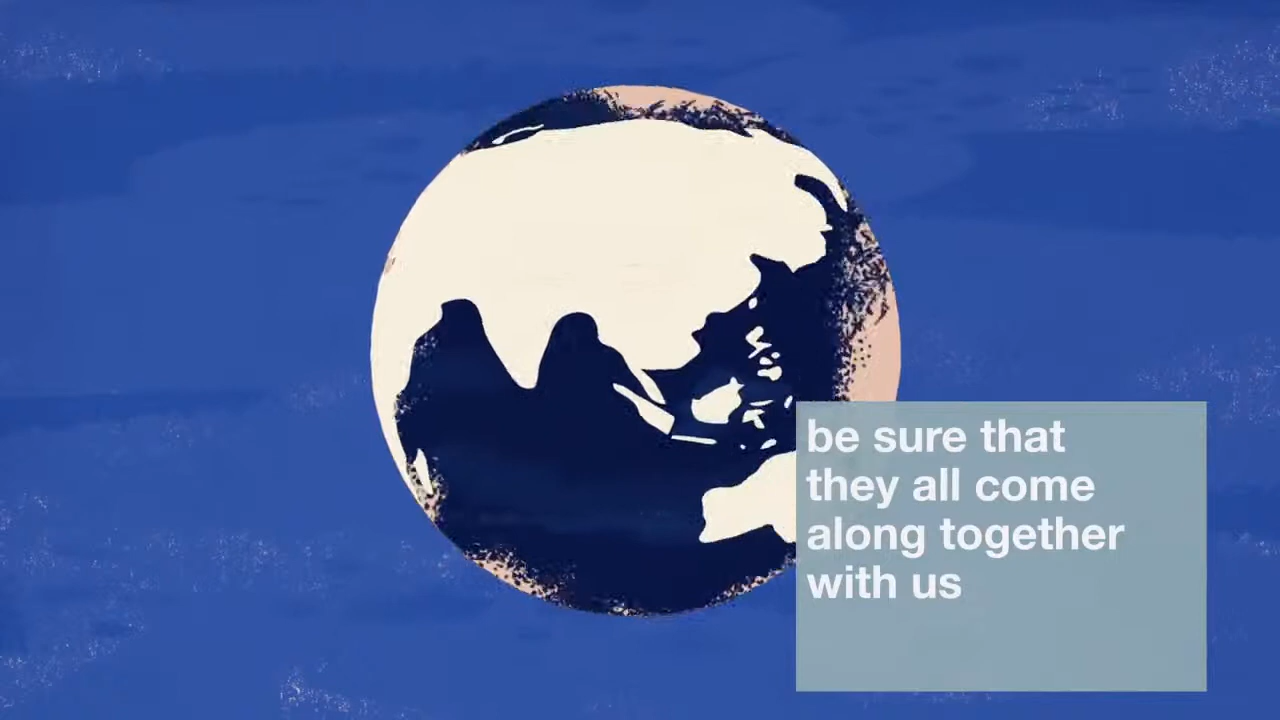 be sure that
they all come
along together
with us